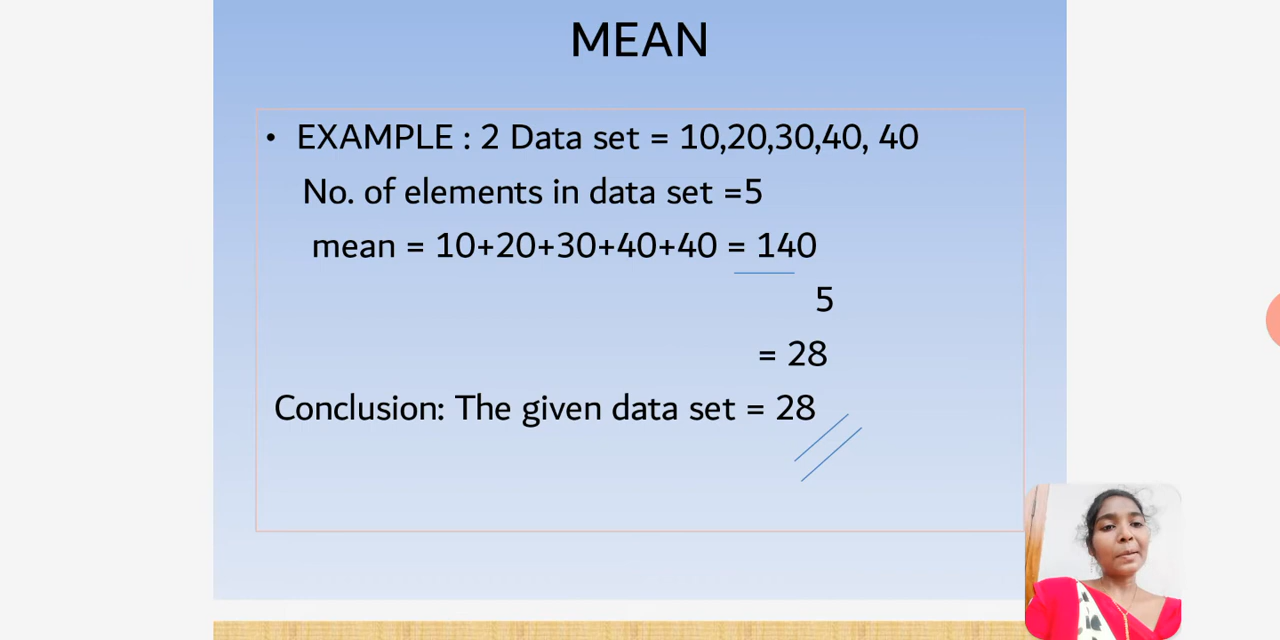 MEAN
• EXAMPLE : 2 Data set = 10,20,30,40, 40
No. of elements in data set =5
mean = 10+20+30+40+40 = 140
5
= 28
Conclusion: The given data set = 28